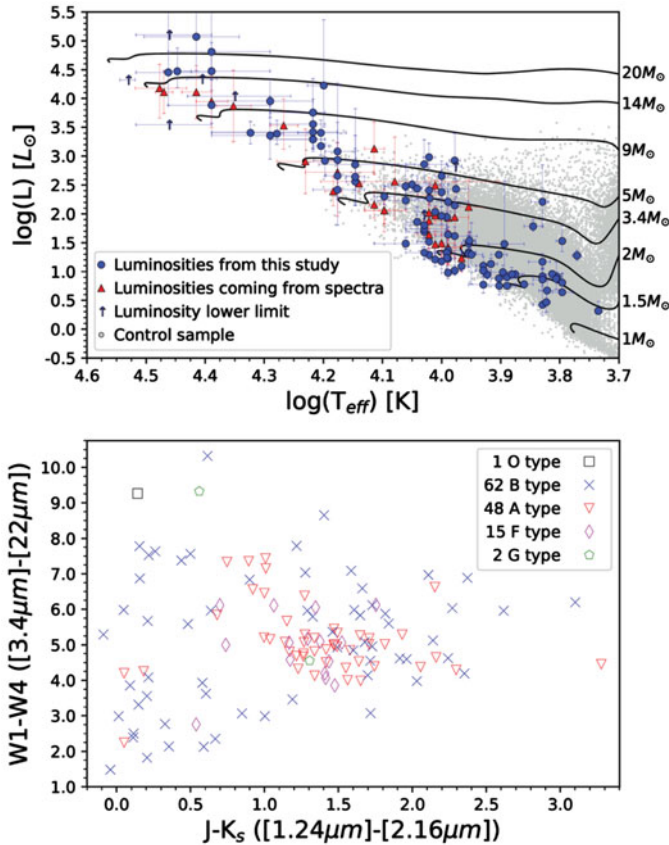 5.5
5.0
4.5
4.0
3.5
3.0
2.5
2.0
1.5
1.0
0.5
0.0
-0.5
log(L) [L⊙]
20M⊙
14M⊙
9M⊙
5M⊙
3.4M⊙
2M⊙
1.5M⊙
1M⊙
Luminosities from this study
Luminosities coming from spectra
Luminosity lower limit
Control sample
4.6 4.5 4.4 4.3 4.2 4.1 4.0 3.9 3.8 3.7
log(Teff) [K]
10.0
9.0
8.0
7.0
6.0
5.0
4.0
3.0
2.0
1.0
W1-W4 ([3.4μm]-[22μm])
1 O type
62 B type
48 A type
15 F type
2 G type
0.0 0.5 1.0 1.5 2.0 2.5 3.0
J-Ks ([1.24μm]-[2.16μm])